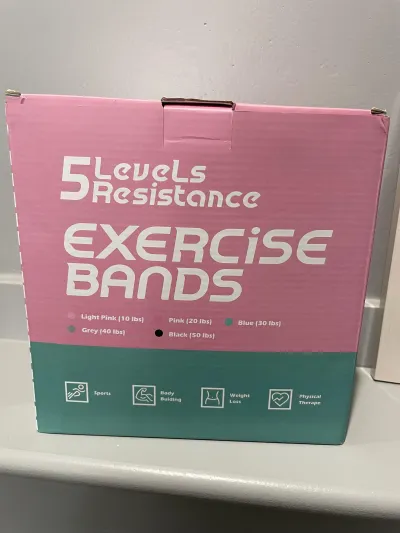 5 Levels
Resistance
EXERCISE
BANDS
Light Pink (10 lbs) Pink (20 lbs) Blue (30 lbs)
Grey (40 lbs) Black (50 lbs)
Sports
Body
Building
Weight
Loss
Physical
Therape